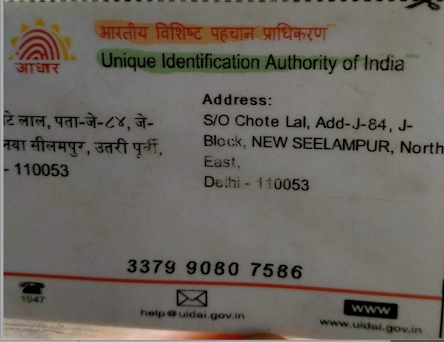 भारतीय विशिष्ट पहचान प्राधिकरण
Unique Identification Authority of India
आधार
टे लाल, पता-जे-८४, जे-
नया सीलमपुर, उतरी पूर्वी,
- 110053
Address:
S/O Chote Lal, Add-J-84, J-
Block, NEW SEELAMPUR, North
East,
Delhi - 110053
3379 9080 7586
1947
help@uidai.gov.in
www
www.uidai.gov.in